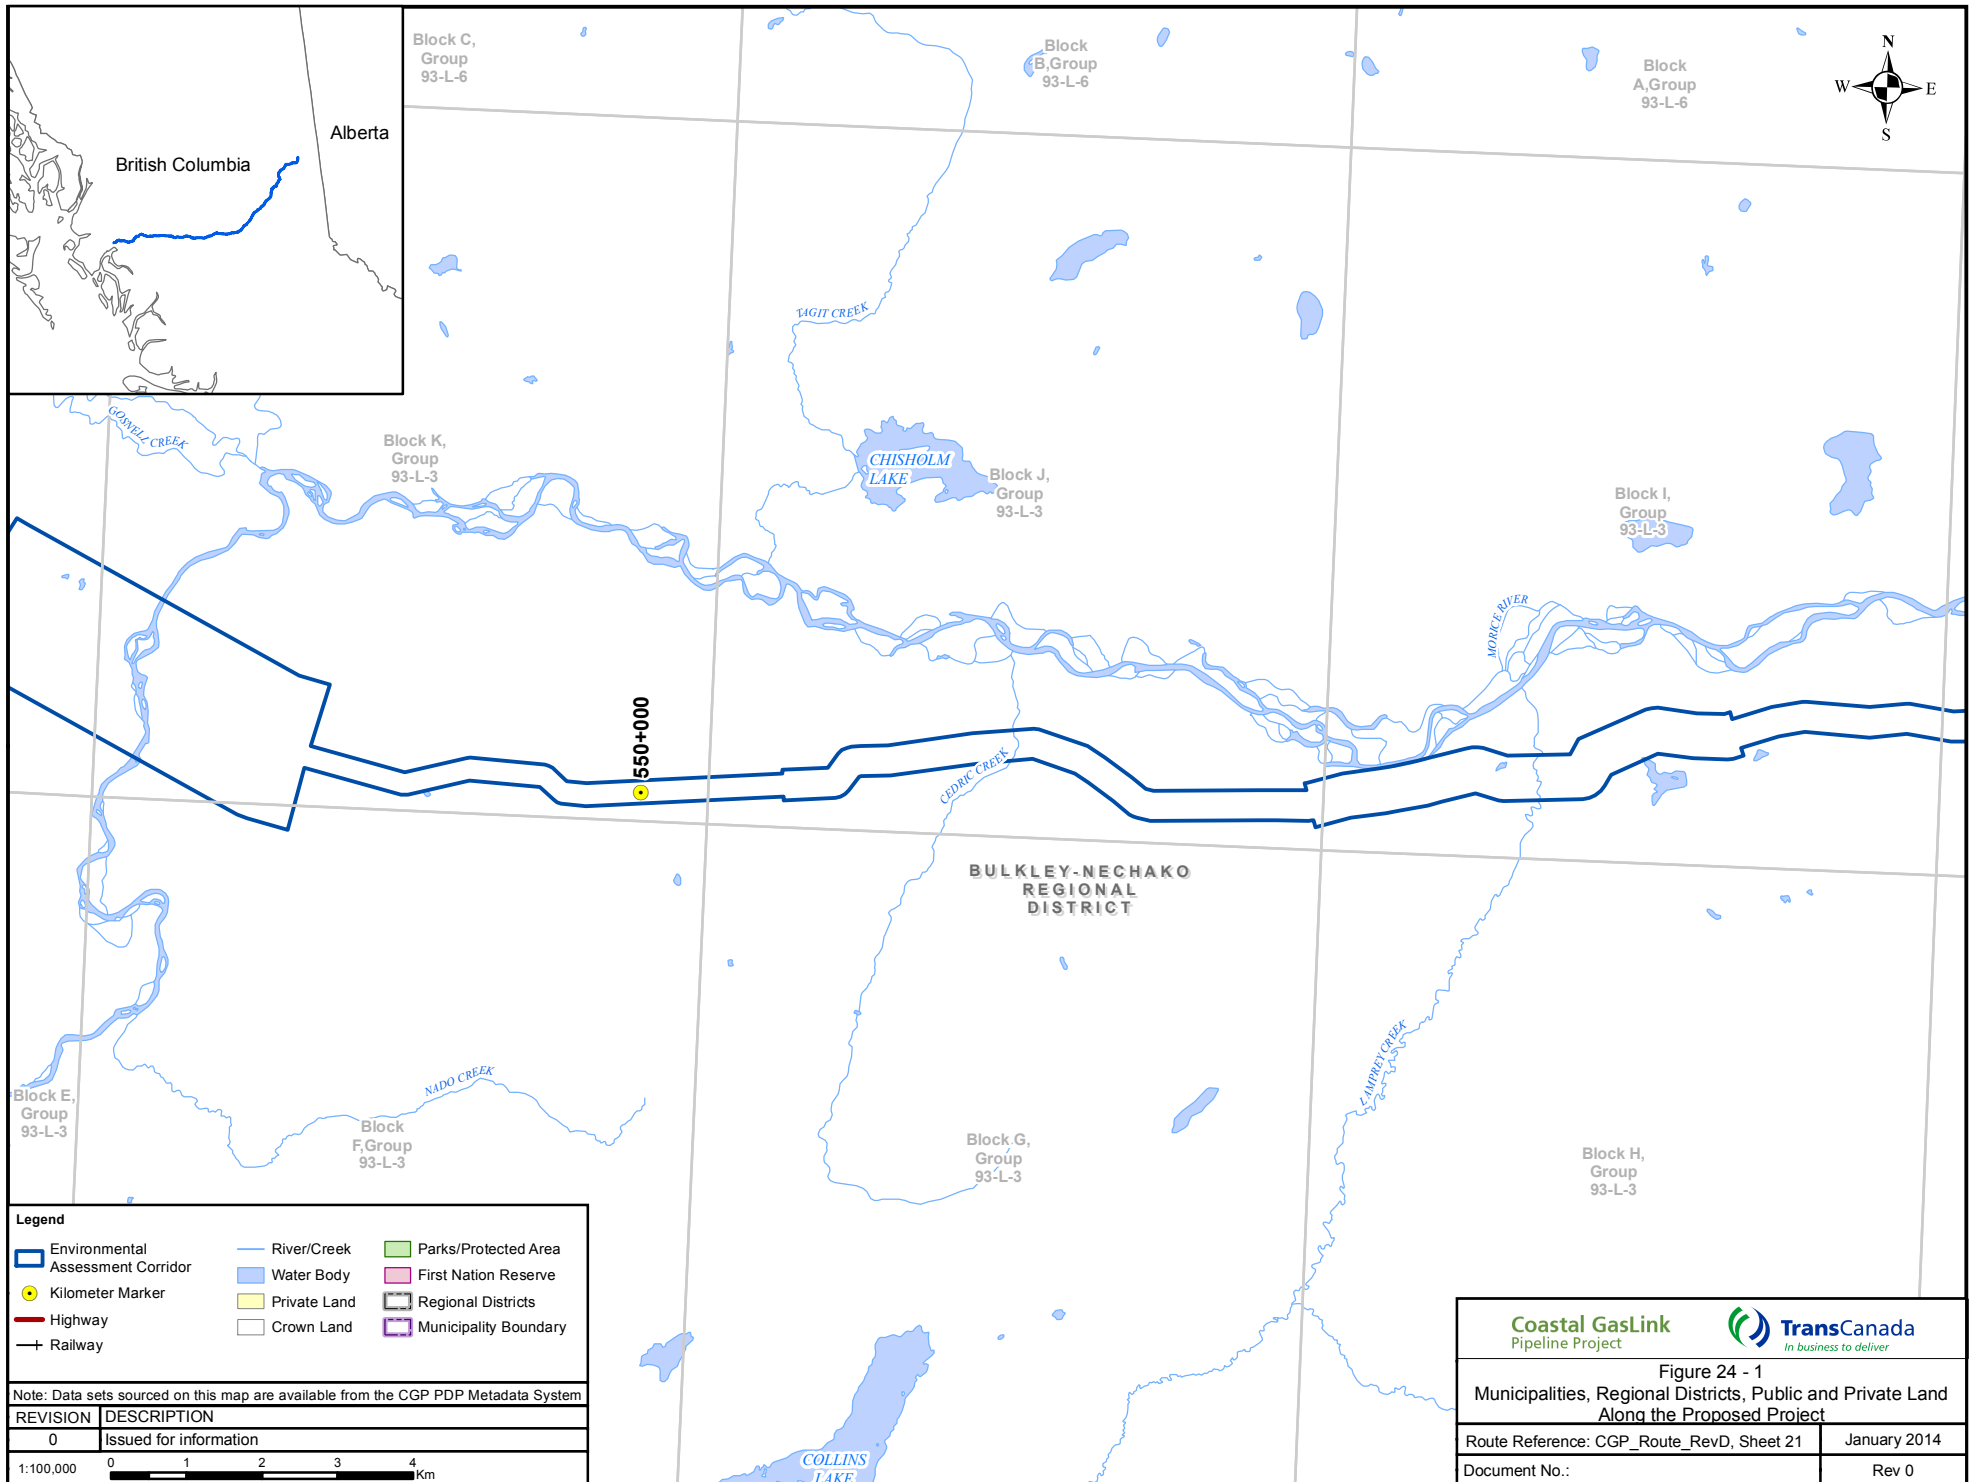 British Columbia
Alberta
Block C,
Group
93-L-6
Block
B,Group
93-L-6
Block
A,Group
93-L-6
N
W
E
S
TAGIT CREEK
GOSNELL CREEK
Block K,
Group
93-L-3
CHISHOLM
LAKE
Block J,
Group
93-L-3
Block I,
Group
93-L-3
MORICE RIVER
550+000
CEDRIC CREEK
BULKLEY-NECHAKO
REGIONAL
DISTRICT
LAMPREY CREEK
NADO CREEK
Block E,
Group
93-L-3
Block
F,Group
93-L-3
Block G,
Group
93-L-3
Block H,
Group
93-L-3
COLLINS
LAKE
Legend
Environmental
Assessment Corridor
Kilometer Marker
Highway
Railway
River/Creek
Water Body
Private Land
Crown Land
Parks/Protected Area
First Nation Reserve
Regional Districts
Municipality Boundary
Note: Data sets sourced on this map are available from the CGP PDP Metadata System
REVISION DESCRIPTION
0 Issued for information
1:100,000 0 1 2 3 4 Km
Coastal GasLink
Pipeline Project
TransCanada
In business to deliver
Figure 24 - 1
Municipalities, Regional Districts, Public and Private Land
Along the Proposed Project
Route Reference: CGP_Route_RevD, Sheet 21 January 2014
Document No.: Rev 0